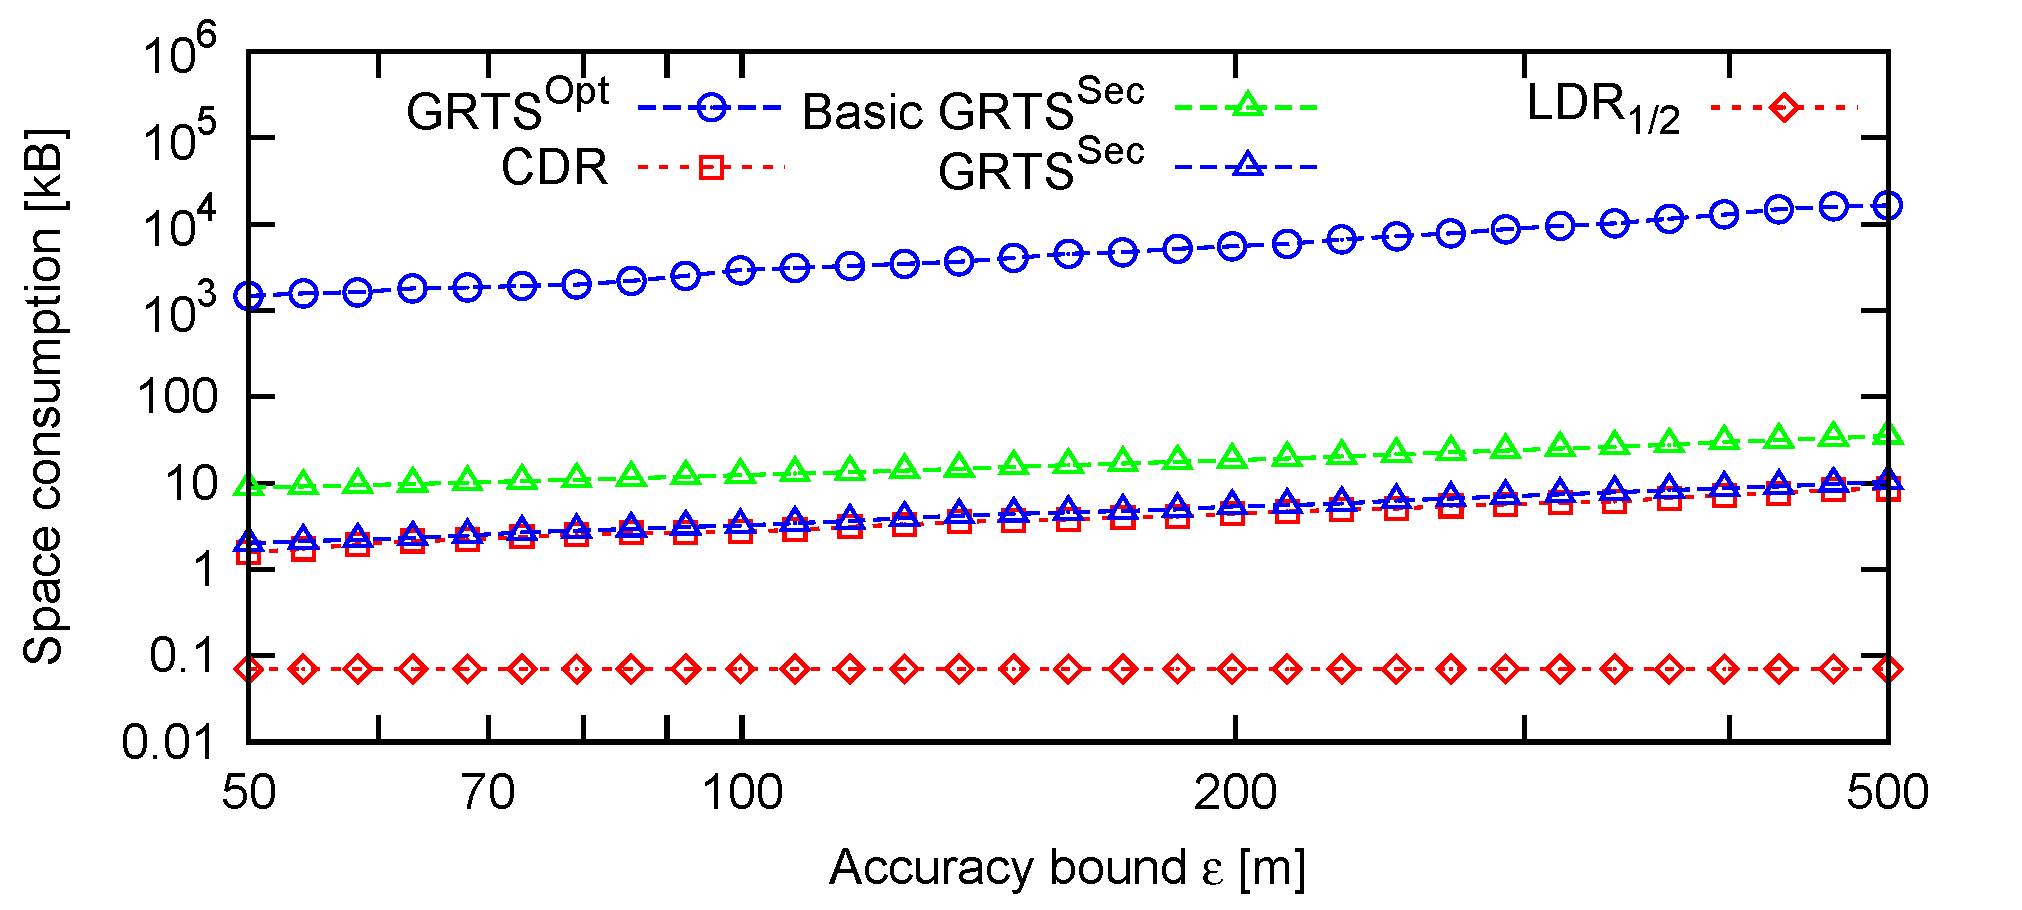 Space consumption [kB]
10^6
10^5
10^4
10^3
100
10
1
0.1
0.01
GRTS^Opt
CDR
Basic GRTS^Sec
GRTS^Sec
LDR_1/2
50 70 100 200 500
Accuracy bound ε [m]